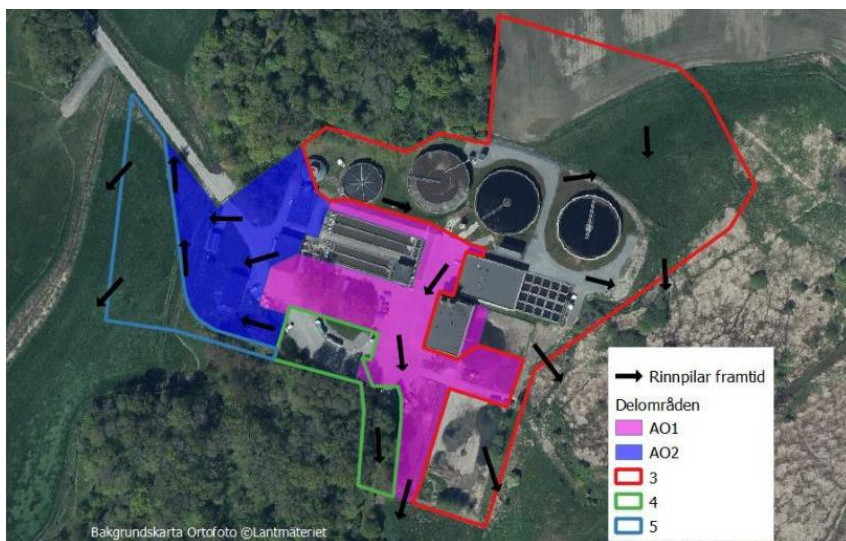 Rinnpilar framtid
Delområden
AO1
AO2
3
4
5
Bakgrundskarta Ortofoto ©Lantmäteriet